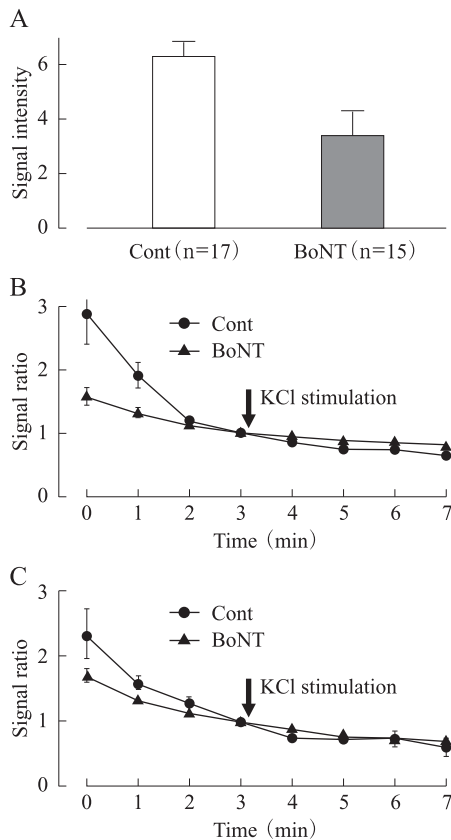 A
Signal intensity
6
4
2
0
Cont (n=17)
BoNT (n=15)
B
Signal ratio
3
2
1
0
Cont
BoNT
KCl stimulation
0 1 2 3 4 5 6 7
Time (min)
C
Signal ratio
3
2
1
0
Cont
BoNT
KCl stimulation
0 1 2 3 4 5 6 7
Time (min)